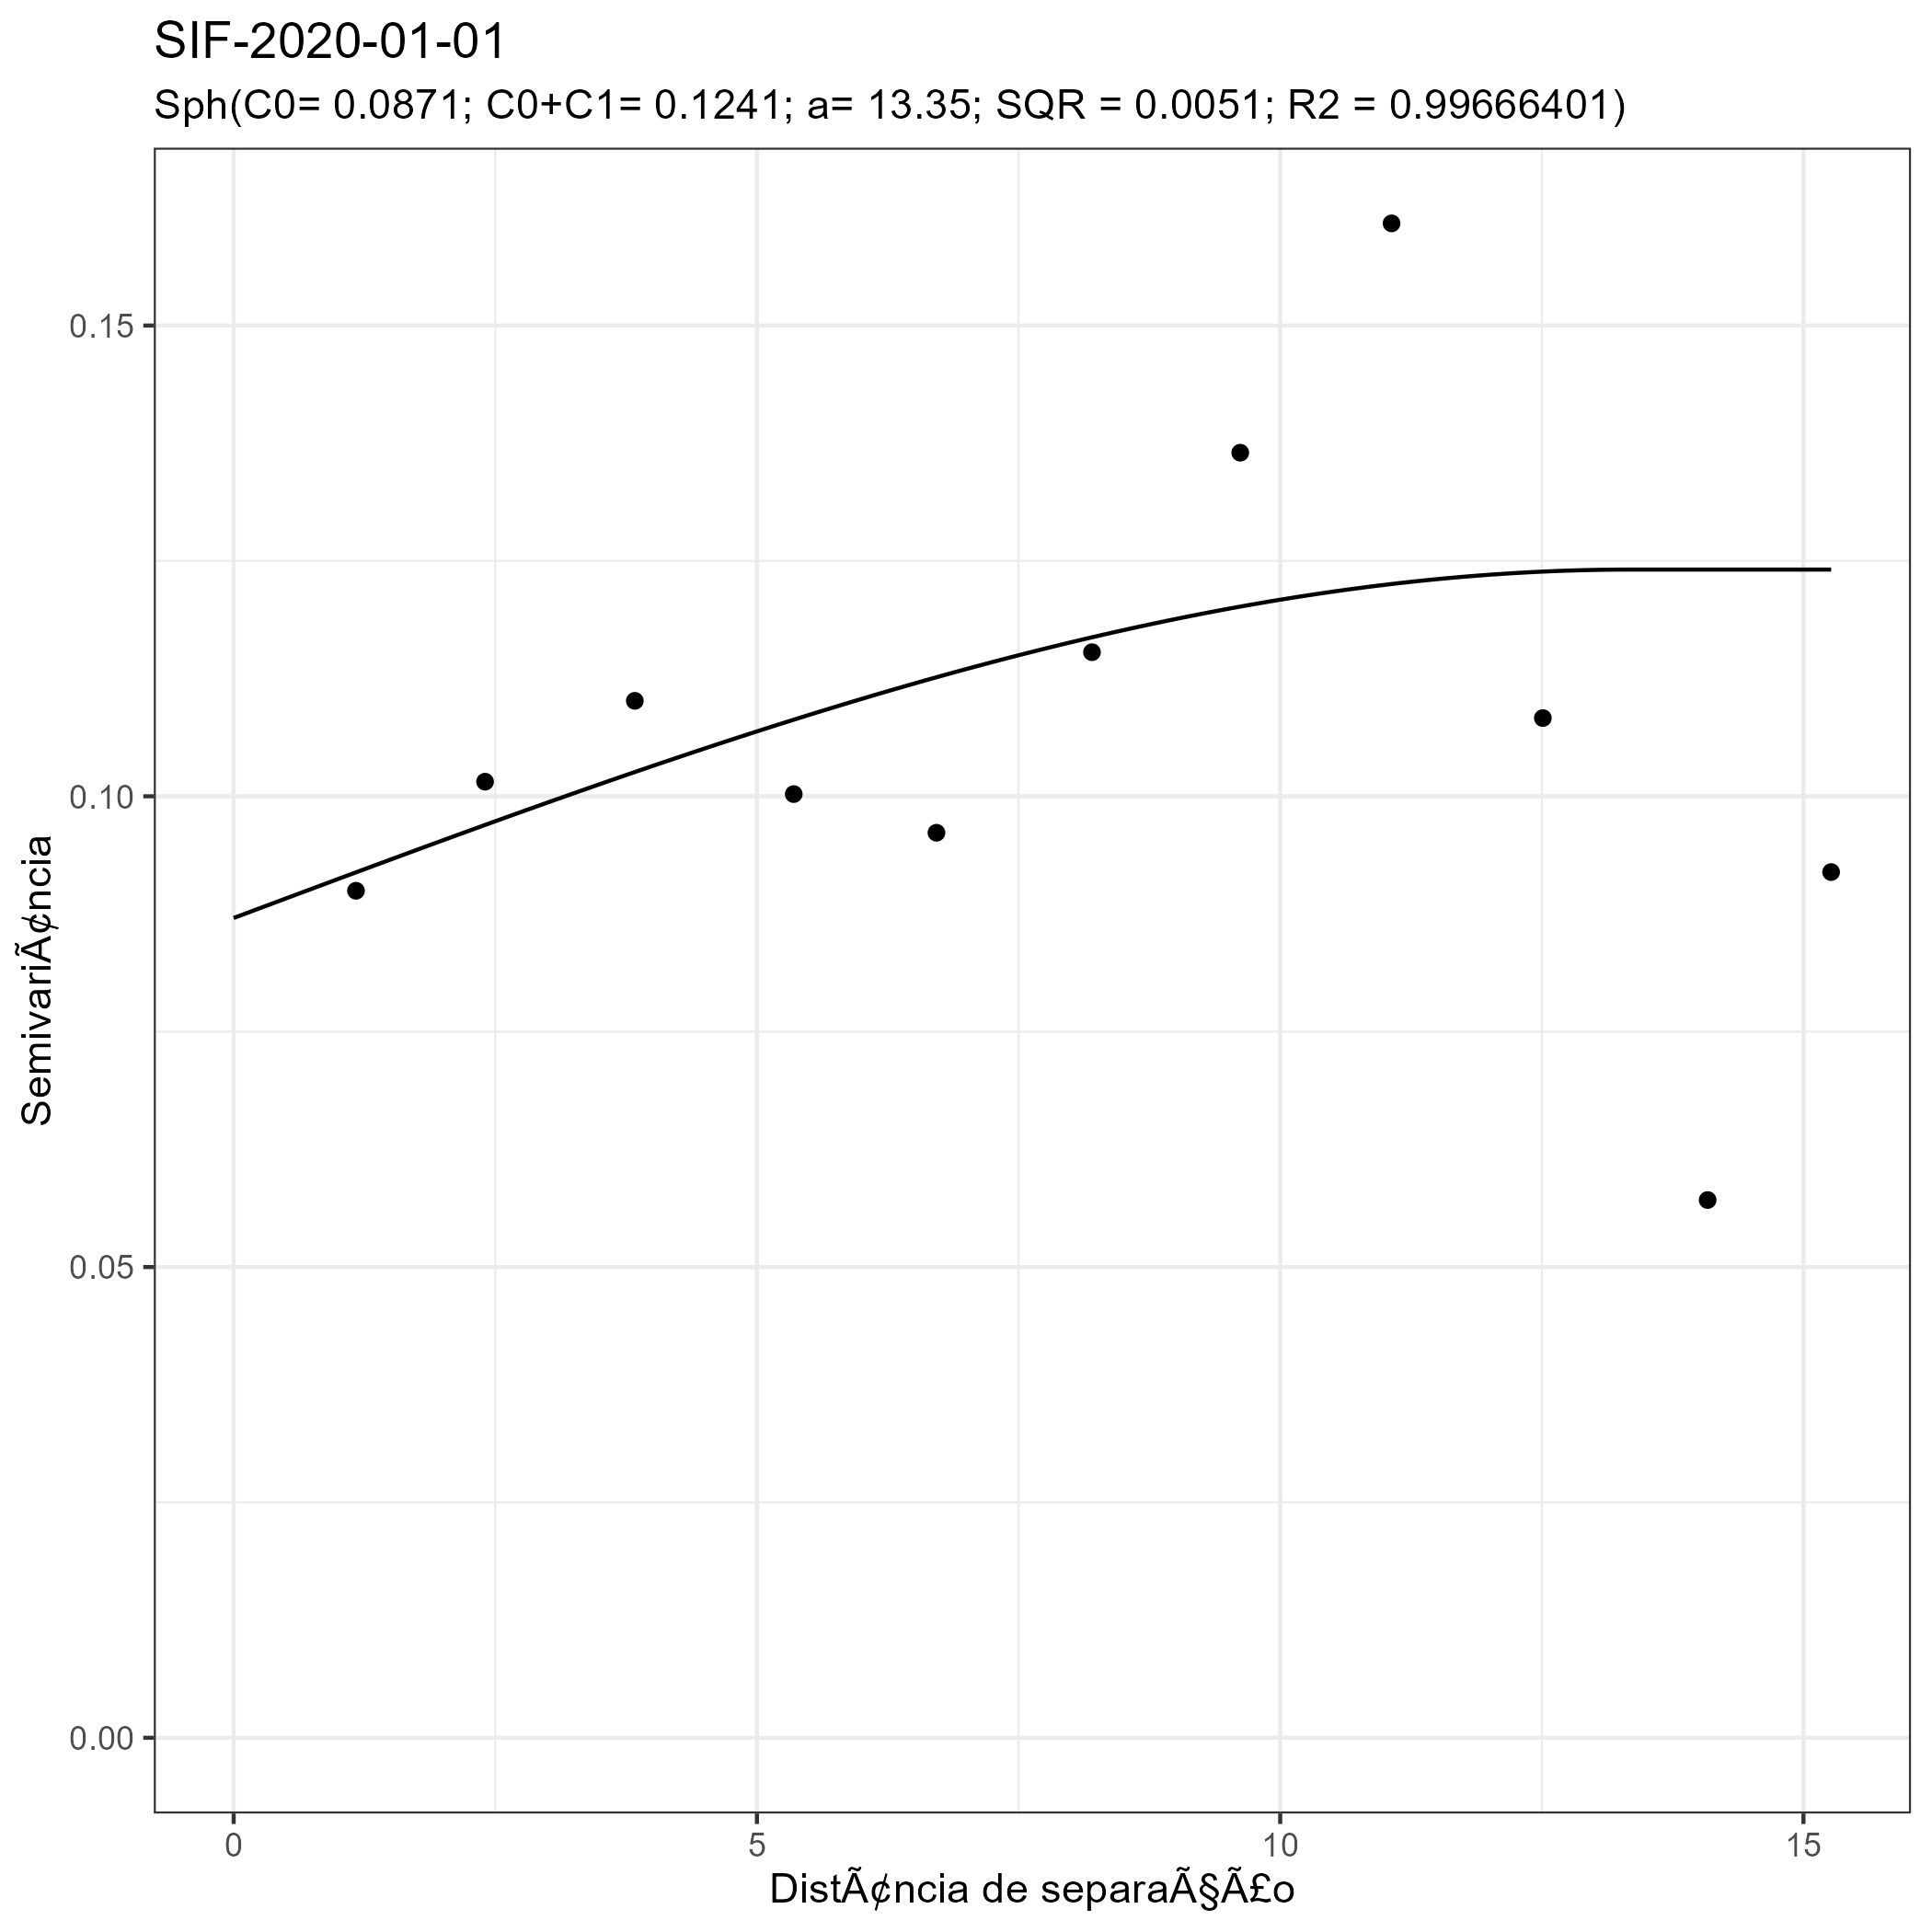 SIF-2020-01-01
Sph(C0= 0.0871; C0+C1= 0.1241; a= 13.35; SQR = 0.0051; R2 = 0.99666401)
SemivariÃ¢ncia
0.15
0.10
0.05
0.00
0 5 10 15
DistÃ¢ncia de separaÃ§Ã£o